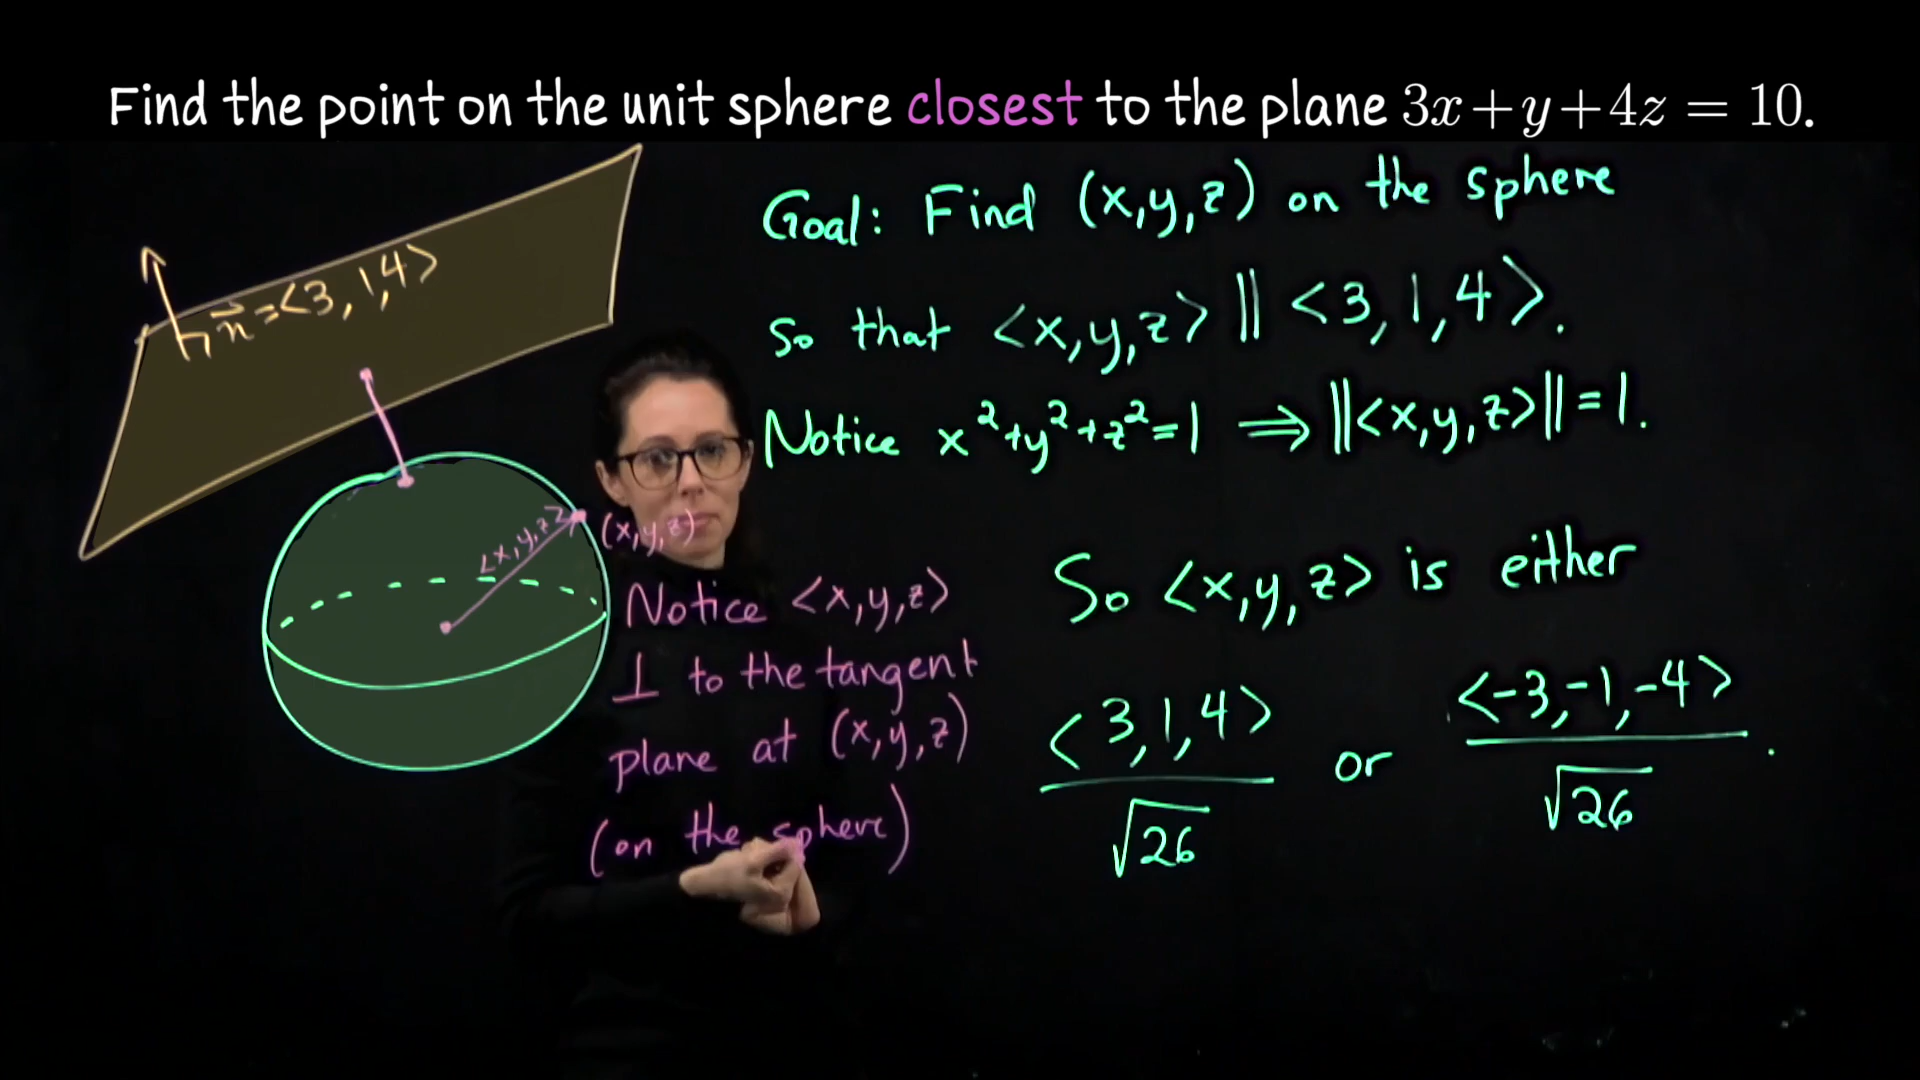 Find the point on the unit sphere closest to the plane 3x+y+4z = 10.
n⃗=<3,1,4>
<x,y,z>
(x,y,z)
Notice <x,y,z>
⊥ to the tangent
plane at (x,y,z)
(on the sphere)
Goal: Find (x,y,z) on the sphere
so that <x,y,z> || <3,1,4>.
Notice x²+y²+z²=1 ⟹ ||<x,y,z>||=1.
So <x,y,z> is either
<3,1,4>/√26 or <-3,-1,-4>/√26.